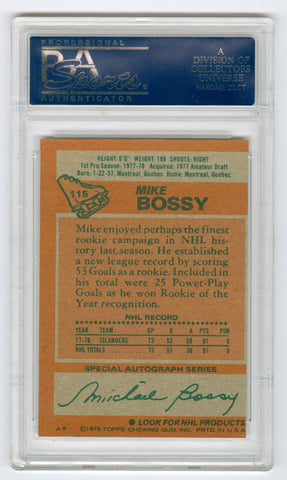 PROFESSIONAL
PSA
Sports
AUTHENTICATOR
A
DIVISION OF
COLLECTORS
UNIVERSE
NASDAQ: CLCT
HEIGHT: 6'0" WEIGHT: 186 SHOOTS: RIGHT
1st Pro Season: 1977-78 Acquired: 1977 Amateur Draft
Born: 1-22-57, Montreal, Quebec Home: Montreal, Quebec
115
MIKE
BOSSY
Mike enjoyed perhaps the finest
rookie campaign in NHL his-
tory last season. He established
a new league record by scoring
53 Goals as a rookie. Included in
his total were 25 Power-Play
Goals as he won Rookie of the
Year recognition.
NHL RECORD
YEAR TEAM GP G A PTS PIM
77-78 ISLANDERS 73 53 38 91 6
NHL TOTALS 73 53 38 91 6
SPECIAL AUTOGRAPH SERIES
Michael Bossy
LOOK FOR NHL PRODUCTS
A* © 1978 TOPPS CHEWING GUM, INC. PRTD. IN U.S.A.